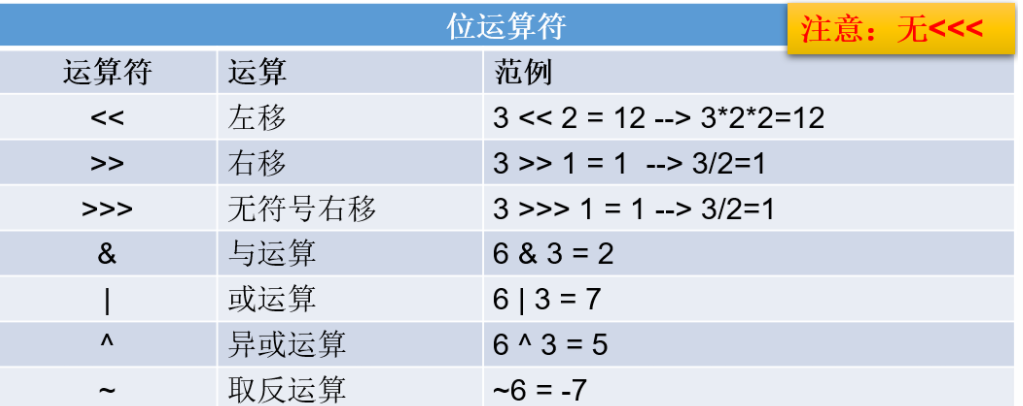 位运算符
注意：无<<<
运算符 运算 范例
<< 左移 3 << 2 = 12 --> 3*2*2=12
>> 右移 3 >> 1 = 1 --> 3/2=1
>>> 无符号右移 3 >>> 1 = 1 --> 3/2=1
& 与运算 6 & 3 = 2
| 或运算 6 | 3 = 7
^ 异或运算 6 ^ 3 = 5
~ 取反运算 ~6 = -7